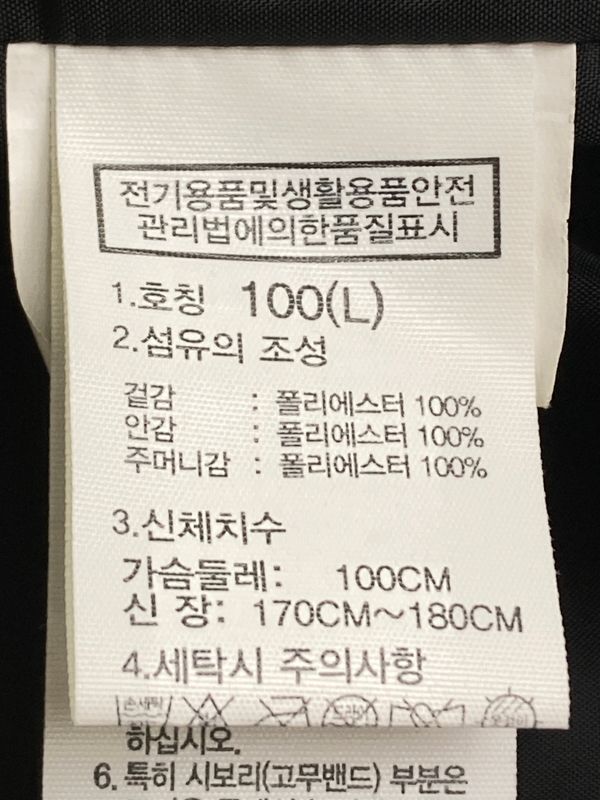 전기용품및생활용품안전
관리법에의한품질표시
1.호칭 100(L)
2.섬유의 조성
겉감 : 폴리에스터 100%
안감 : 폴리에스터 100%
주머니감 : 폴리에스터 100%
3.신체치수
가슴둘레: 100CM
신 장: 170CM~180CM
4.세탁시 주의사항
손세탁
하십시오.
6.특히 시보리(고무밴드) 부분은